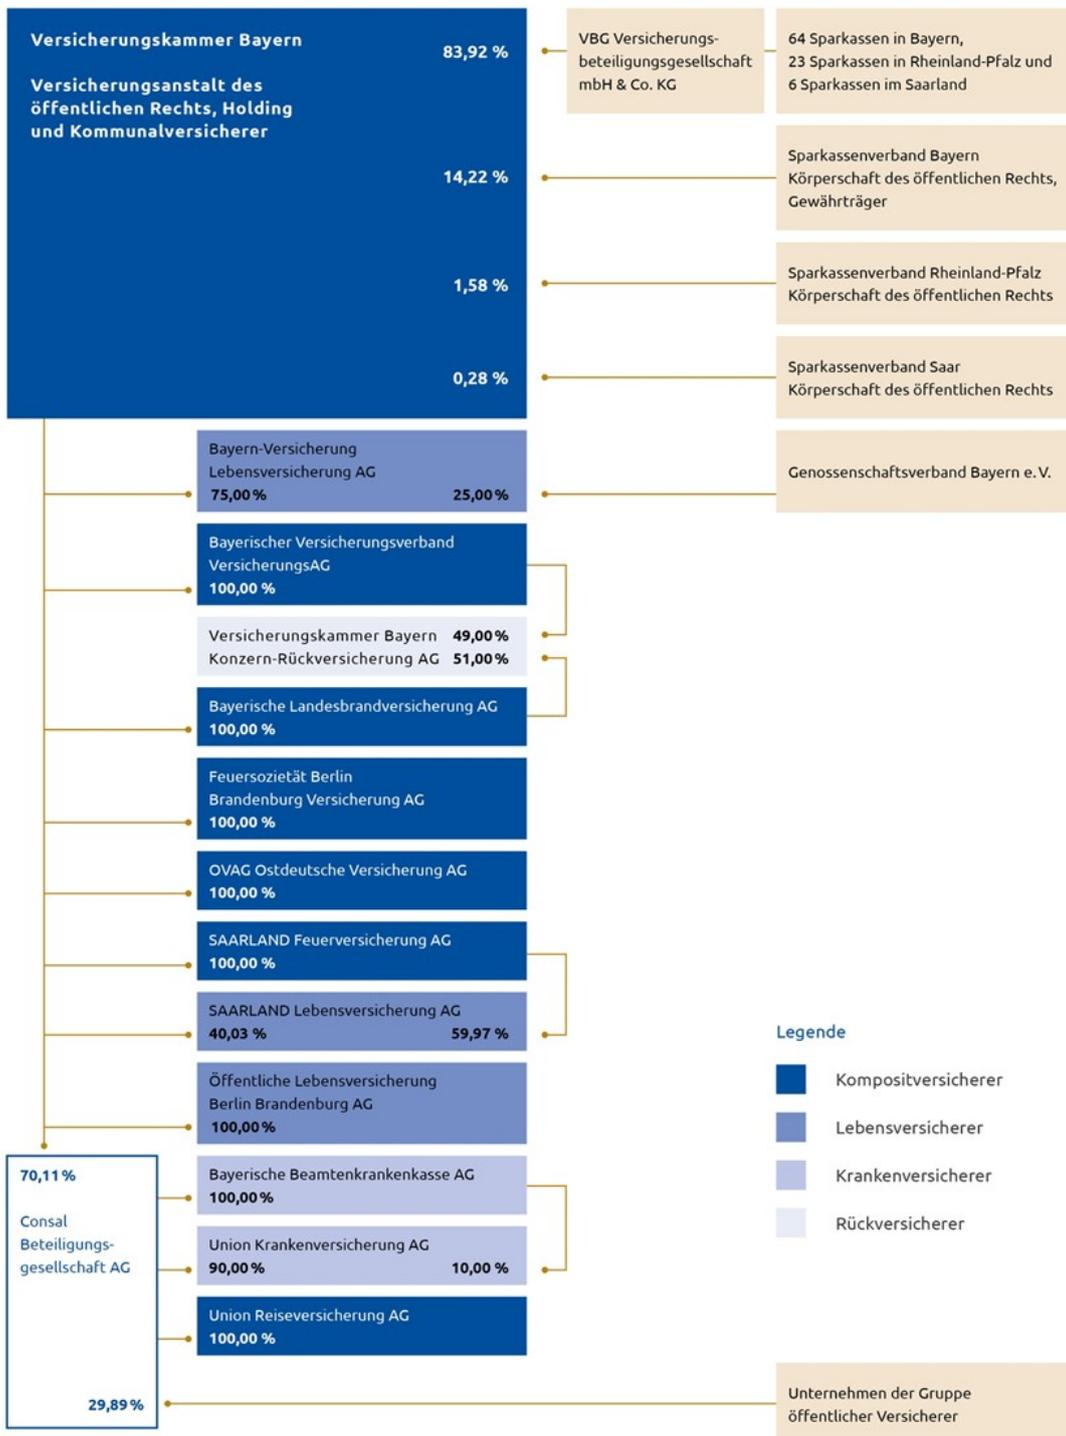 Versicherungskammer Bayern
83,92 %
Versicherungsanstalt des
öffentlichen Rechts, Holding
und Kommunalversicherer
14,22 %
1,58 %
0,28 %
VBG Versicherungs-
beteiligungsgesellschaft
mbH & Co. KG
64 Sparkassen in Bayern,
23 Sparkassen in Rheinland-Pfalz und
6 Sparkassen im Saarland
Sparkassenverband Bayern
Körperschaft des öffentlichen Rechts,
Gewährträger
Sparkassenverband Rheinland-Pfalz
Körperschaft des öffentlichen Rechts
Sparkassenverband Saar
Körperschaft des öffentlichen Rechts
Bayern-Versicherung
Lebensversicherung AG
75,00 % 25,00 %
Genossenschaftsverband Bayern e. V.
Bayerischer Versicherungsverband
VersicherungsAG
100,00 %
Versicherungskammer Bayern 49,00 %
Konzern-Rückversicherung AG 51,00 %
Bayerische Landesbrandversicherung AG
100,00 %
Feuersozietät Berlin
Brandenburg Versicherung AG
100,00 %
OVAG Ostdeutsche Versicherung AG
100,00 %
SAARLAND Feuerversicherung AG
100,00 %
SAARLAND Lebensversicherung AG
40,03 % 59,97 %
Öffentliche Lebensversicherung
Berlin Brandenburg AG
100,00 %
70,11 %
Consal
Beteiligungs-
gesellschaft AG
29,89 %
Bayerische Beamtenkrankenkasse AG
100,00 %
Union Krankenversicherung AG
90,00 % 10,00 %
Union Reiseversicherung AG
100,00 %
Unternehmen der Gruppe
öffentlicher Versicherer
Legende
Kompositversicherer
Lebensversicherer
Krankenversicherer
Rückversicherer